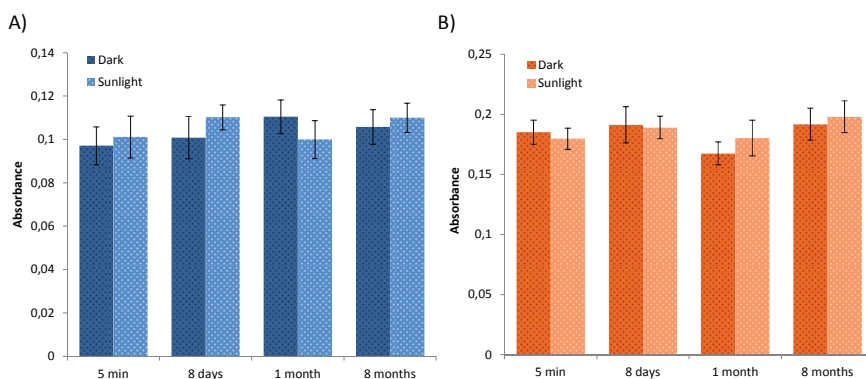 A)
0,14
0,12
0,1
0,08
0,06
0,04
0,02
0
Absorbance
Dark
Sunlight
5 min 8 days 1 month 8 months
B)
0,25
0,2
0,15
0,1
0,05
0
Absorbance
Dark
Sunlight
5 min 8 days 1 month 8 months